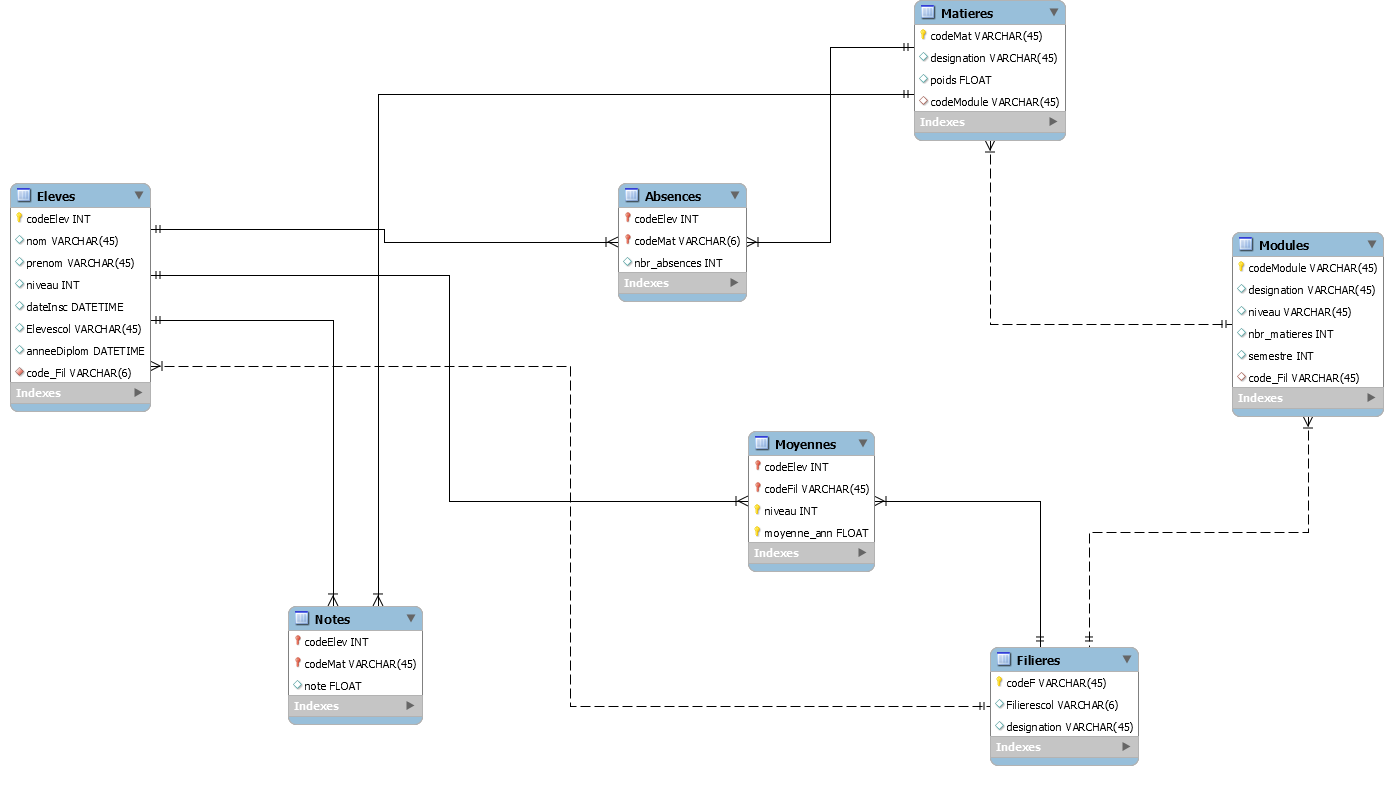 Matieres
codeMat VARCHAR(45)
designation VARCHAR(45)
poids FLOAT
codeModule VARCHAR(45)
Indexes
Eleves
codeElev INT
nom VARCHAR(45)
prenom VARCHAR(45)
niveau INT
dateInsc DATETIME
Elevescol VARCHAR(45)
anneeDiplom DATETIME
code_Fil VARCHAR(6)
Indexes
Absences
codeElev INT
codeMat VARCHAR(6)
nbr_absences INT
Indexes
Modules
codeModule VARCHAR(45)
designation VARCHAR(45)
niveau VARCHAR(45)
nbr_matieres INT
semestre INT
code_Fil VARCHAR(45)
Indexes
Moyennes
codeElev INT
codeFil VARCHAR(45)
niveau INT
moyenne_ann FLOAT
Indexes
Notes
codeElev INT
codeMat VARCHAR(45)
note FLOAT
Indexes
Filieres
codeF VARCHAR(45)
Filierescol VARCHAR(6)
designation VARCHAR(45)
Indexes